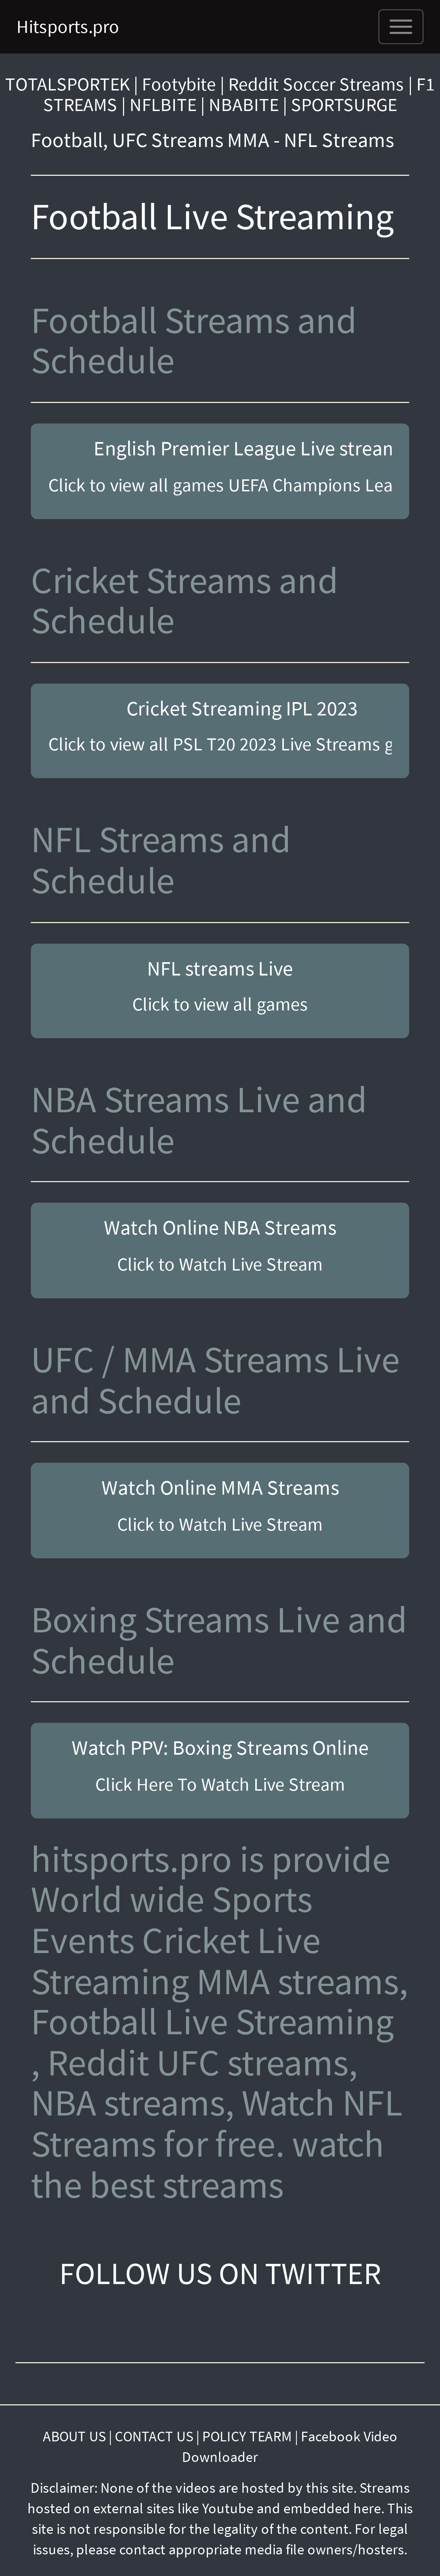 Hitsports.pro
TOTALSPORTEK | Footybite | Reddit Soccer Streams | F1
STREAMS | NFLBITE | NBABITE | SPORTSURGE
Football, UFC Streams MMA - NFL Streams
Football Live Streaming
Football Streams and
Schedule
English Premier League Live strean
Click to view all games UEFA Champions Lea
Cricket Streams and
Schedule
Cricket Streaming IPL 2023
Click to view all PSL T20 2023 Live Streams g
NFL Streams and
Schedule
NFL streams Live
Click to view all games
NBA Streams Live and
Schedule
Watch Online NBA Streams
Click to Watch Live Stream
UFC / MMA Streams Live
and Schedule
Watch Online MMA Streams
Click to Watch Live Stream
Boxing Streams Live and
Schedule
Watch PPV: Boxing Streams Online
Click Here To Watch Live Stream
hitsports.pro is provide
World wide Sports
Events Cricket Live
Streaming MMA streams,
Football Live Streaming
, Reddit UFC streams,
NBA streams, Watch NFL
Streams for free. watch
the best streams
FOLLOW US ON TWITTER
ABOUT US | CONTACT US | POLICY TEARM | Facebook Video
Downloader
Disclaimer: None of the videos are hosted by this site. Streams
hosted on external sites like Youtube and embedded here. This
site is not responsible for the legality of the content. For legal
issues, please contact appropriate media file owners/hosters.